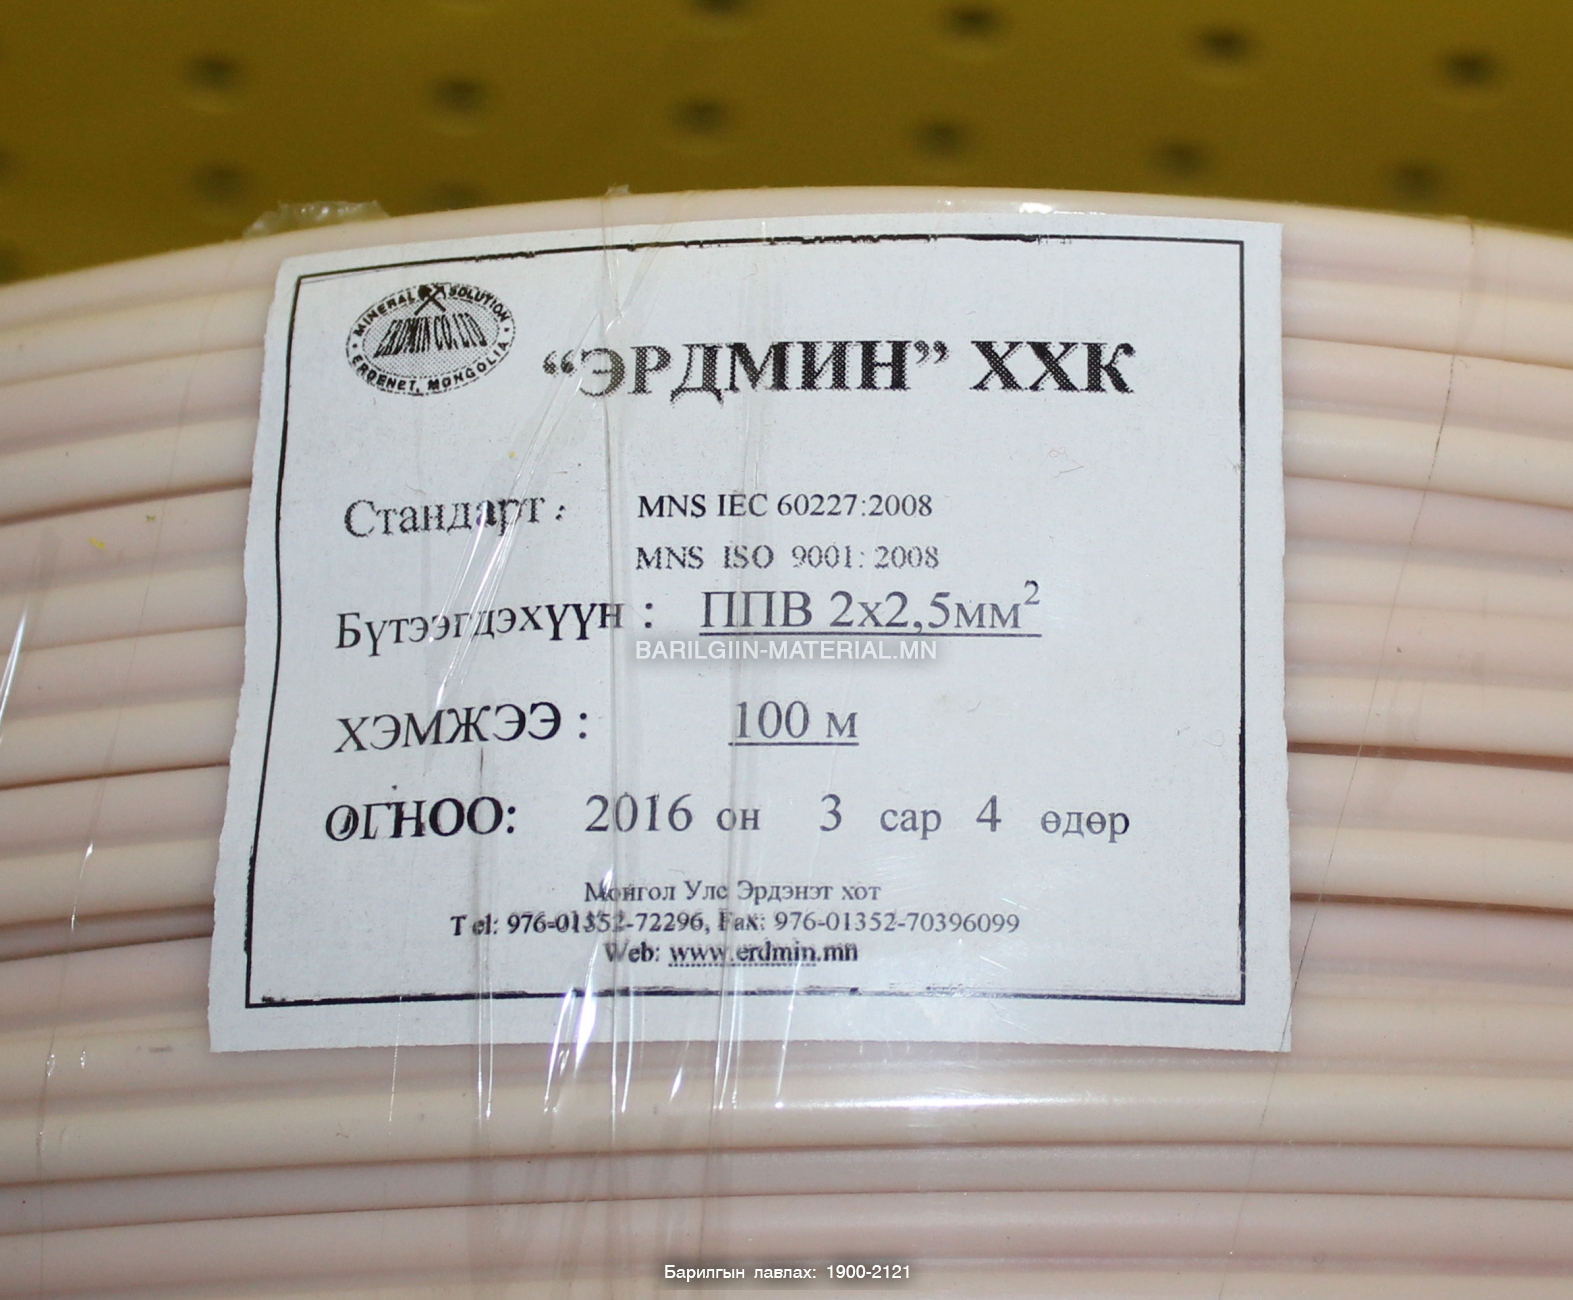 MINERAL SOLUTION
ERDMIN CO. LTD
ERDENET, MONGOLIA
“ЭРДМИН” ХХК
Стандарт : MNS IEC 60227:2008
MNS ISO 9001: 2008
Бүтээгдэхүүн : ППВ 2х2,5мм²
BARILGIIN-MATERIAL.MN
ХЭМЖЭЭ : 100 м
ОГНОО: 2016 он 3 сар 4 өдөр
Монгол Улс Эрдэнэт хот
Tel: 976-01352-72296, Fax: 976-01352-70396099
Web: www.erdmin.mn
Барилгын лавлах: 1900-2121